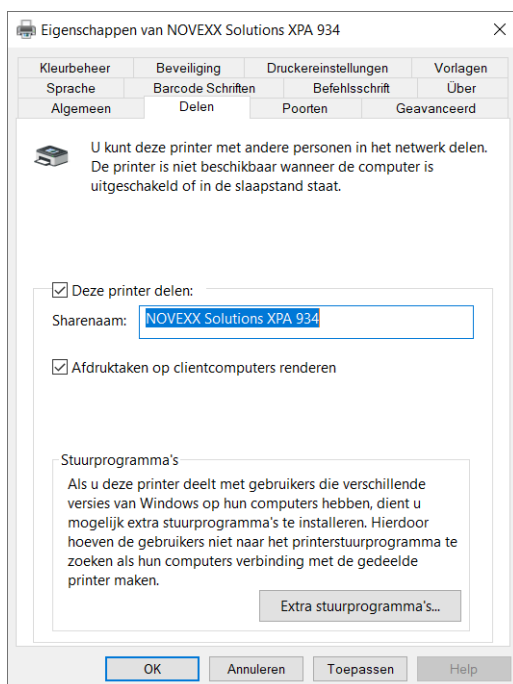 Eigenschappen van NOVEXX Solutions XPA 934
Kleurbeheer Beveiliging Druckereinstellungen Vorlagen
Sprache Barcode Schriften Befehlsschrift Über
Algemeen Delen Poorten Geavanceerd
U kunt deze printer met andere personen in het netwerk delen.
De printer is niet beschikbaar wanneer de computer is
uitgeschakeld of in de slaapstand staat.
Deze printer delen:
Sharenaam: NOVEXX Solutions XPA 934
Afdruktaken op clientcomputers renderen
Stuurprogramma's
Als u deze printer deelt met gebruikers die verschillende
versies van Windows op hun computers hebben, dient u
mogelijk extra stuurprogramma's te installeren. Hierdoor
hoeven de gebruikers niet naar het printerstuurprogramma te
zoeken als hun computers verbinding met de gedeelde
printer maken.
Extra stuurprogramma's...
OK Annuleren Toepassen Help